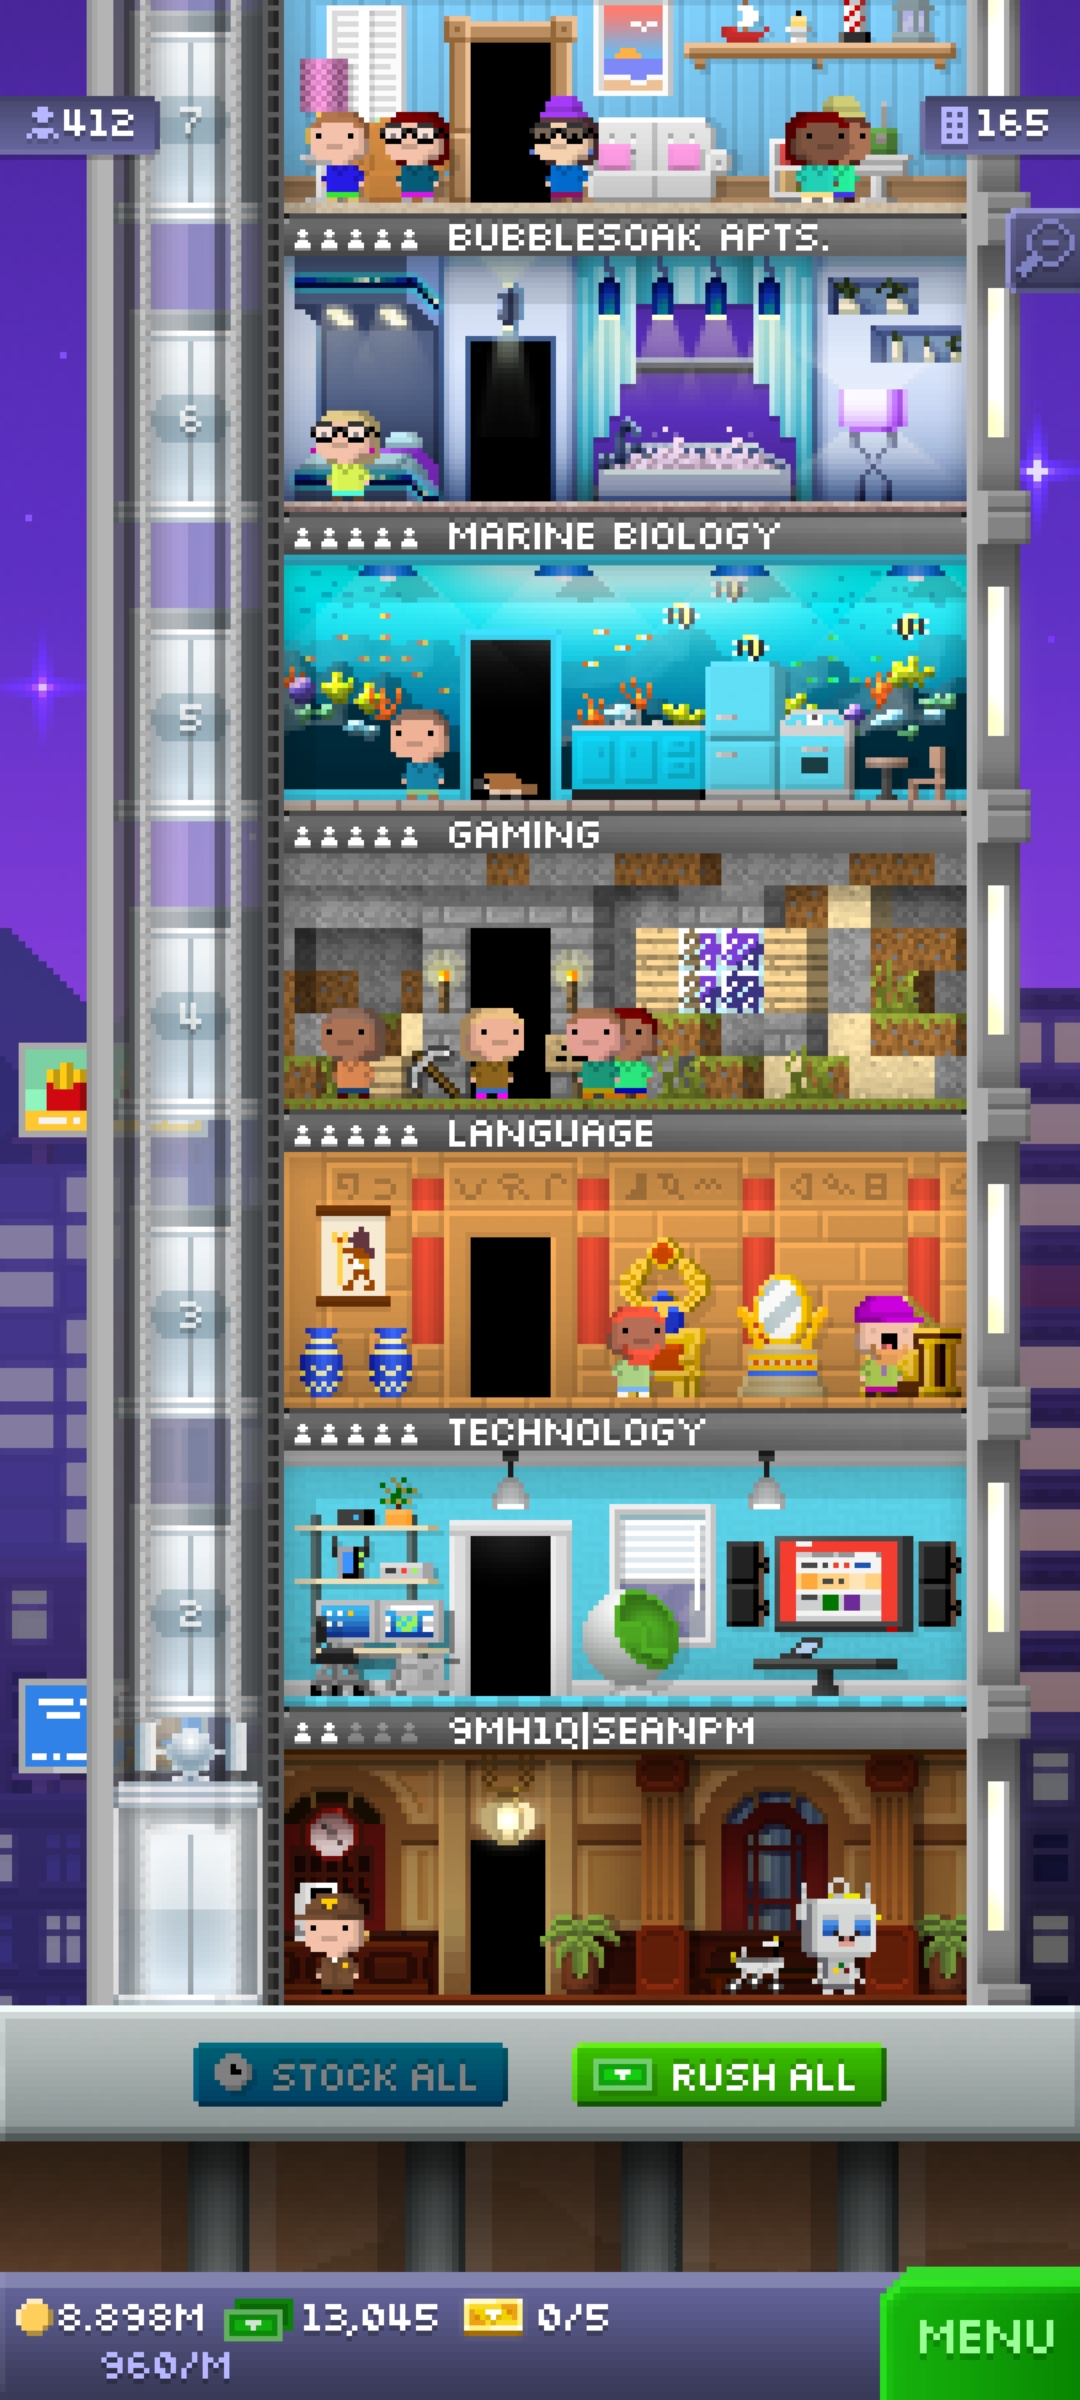 7
412
165
BUBBLESOAK APTS.
6
MARINE BIOLOGY
5
GAMING
4
LANGUAGE
3
TECHNOLOGY
2
9MH1Q|SEANPM
STOCK ALL
RUSH ALL
8.898M
13,045
0/5
MENU
960/M